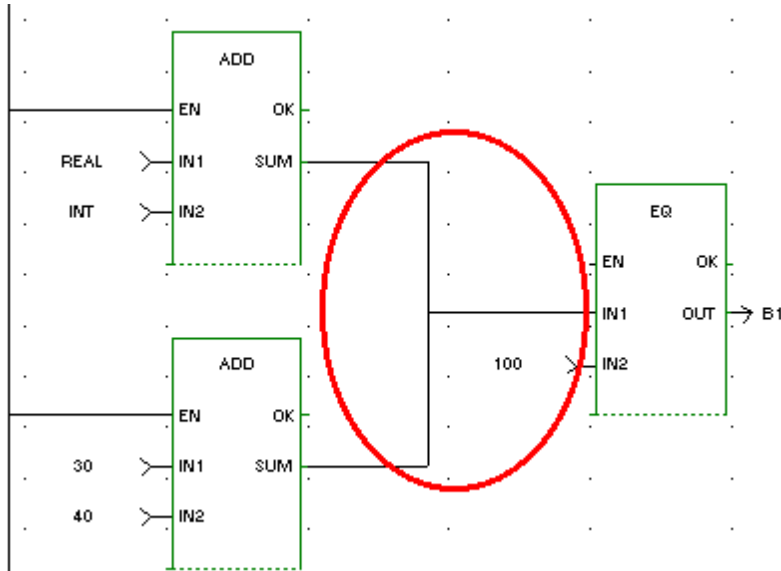 ADD
EN OK
REAL IN1 SUM
INT IN2
EQ
EN OK
IN1 OUT B1
100 IN2
ADD
EN OK
30 IN1 SUM
40 IN2